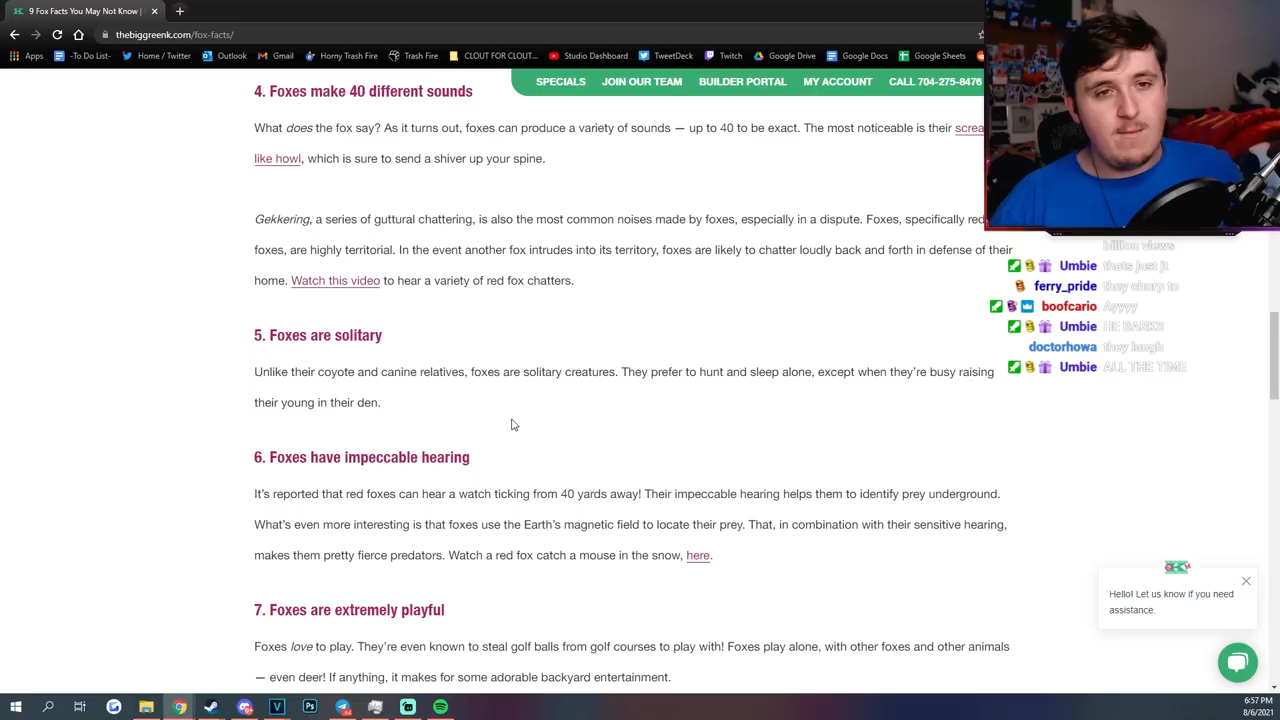 9 Fox Facts You May Not Know |
thebiggreenk.com/fox-facts/
Apps -To Do List- Home / Twitter Outlook Gmail Horny Trash Fire Trash Fire CLOUT FOR CLOUT... Studio Dashboard TweetDeck Twitch Google Drive Google Docs Google Sheets
SPECIALS JOIN OUR TEAM BUILDER PORTAL MY ACCOUNT CALL 704-275-8476
4. Foxes make 40 different sounds
What does the fox say? As it turns out, foxes can produce a variety of sounds — up to 40 to be exact. The most noticeable is their screa
like howl, which is sure to send a shiver up your spine.
Gekkering, a series of guttural chattering, is also the most common noises made by foxes, especially in a dispute. Foxes, specifically red
foxes, are highly territorial. In the event another fox intrudes into its territory, foxes are likely to chatter loudly back and forth in defense of their
home. Watch this video to hear a variety of red fox chatters.
5. Foxes are solitary
Unlike their coyote and canine relatives, foxes are solitary creatures. They prefer to hunt and sleep alone, except when they're busy raising
their young in their den.
6. Foxes have impeccable hearing
It's reported that red foxes can hear a watch ticking from 40 yards away! Their impeccable hearing helps them to identify prey underground.
What's even more interesting is that foxes use the Earth's magnetic field to locate their prey. That, in combination with their sensitive hearing,
makes them pretty fierce predators. Watch a red fox catch a mouse in the snow, here.
7. Foxes are extremely playful
Foxes love to play. They're even known to steal golf balls from golf courses to play with! Foxes play alone, with other foxes and other animals
— even deer! If anything, it makes for some adorable backyard entertainment.
billion views
Umbie thats just it
ferry_pride they churp to
boofcario Ayyyy
Umbie HE BARKS
doctorhowa they laugh
Umbie ALL THE TIME
Hello! Let us know if you need
assistance.
6:57 PM
8/6/2021